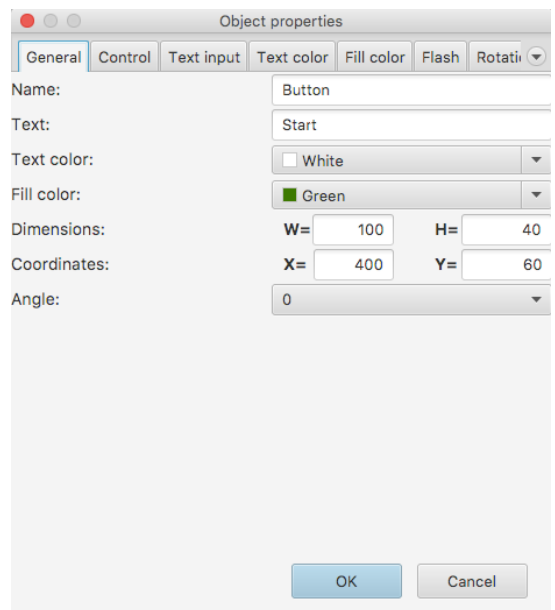 Object properties
General Control Text input Text color Fill color Flash Rotati
Name: Button
Text: Start
Text color: White
Fill color: Green
Dimensions: W= 100 H= 40
Coordinates: X= 400 Y= 60
Angle: 0
OK Cancel